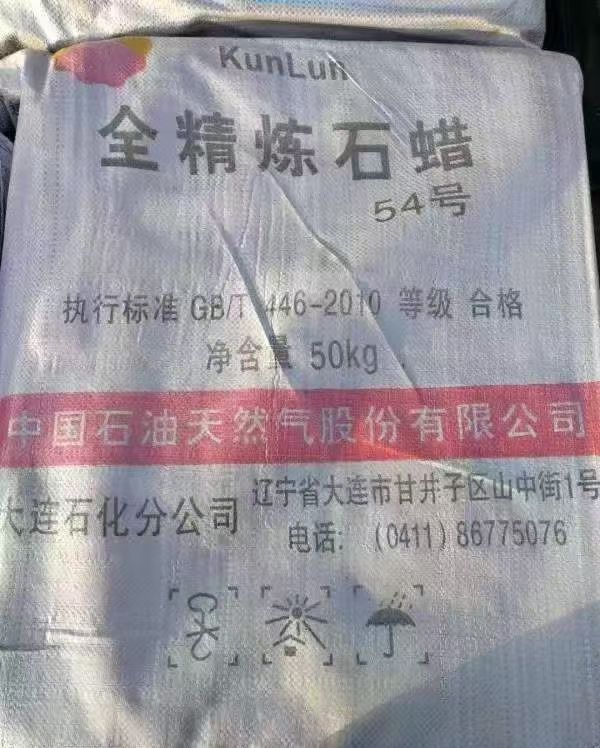 KunLun
全精炼石蜡
54号
执行标准 GB/T 446-2010 等级 合格
净含量 50kg
中国石油天然气股份有限公司
大连石化分公司
辽宁省大连市甘井子区山中街1号
电话: (0411)86775076